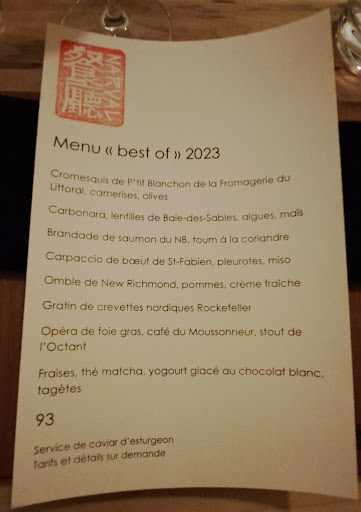 NARVAL
餐廳
Menu « best of » 2023
Cromesquis de P'tit Blanchon de la Fromagerie du
Littoral, camerises, olives
Carbonara, lentilles de Baie-des-Sables, algues, maïs
Brandade de saumon du NB, toum à la coriandre
Carpaccio de bœuf de St-Fabien, pleurotes, miso
Omble de New Richmond, pommes, crème fraîche
Gratin de crevettes nordiques Rockefeller
Opéra de foie gras, café du Moussonneur, stout de
l'Octant
Fraises, thé matcha, yogourt glacé au chocolat blanc,
tagètes
93
Service de caviar d'esturgeon
Tarifs et détails sur demande